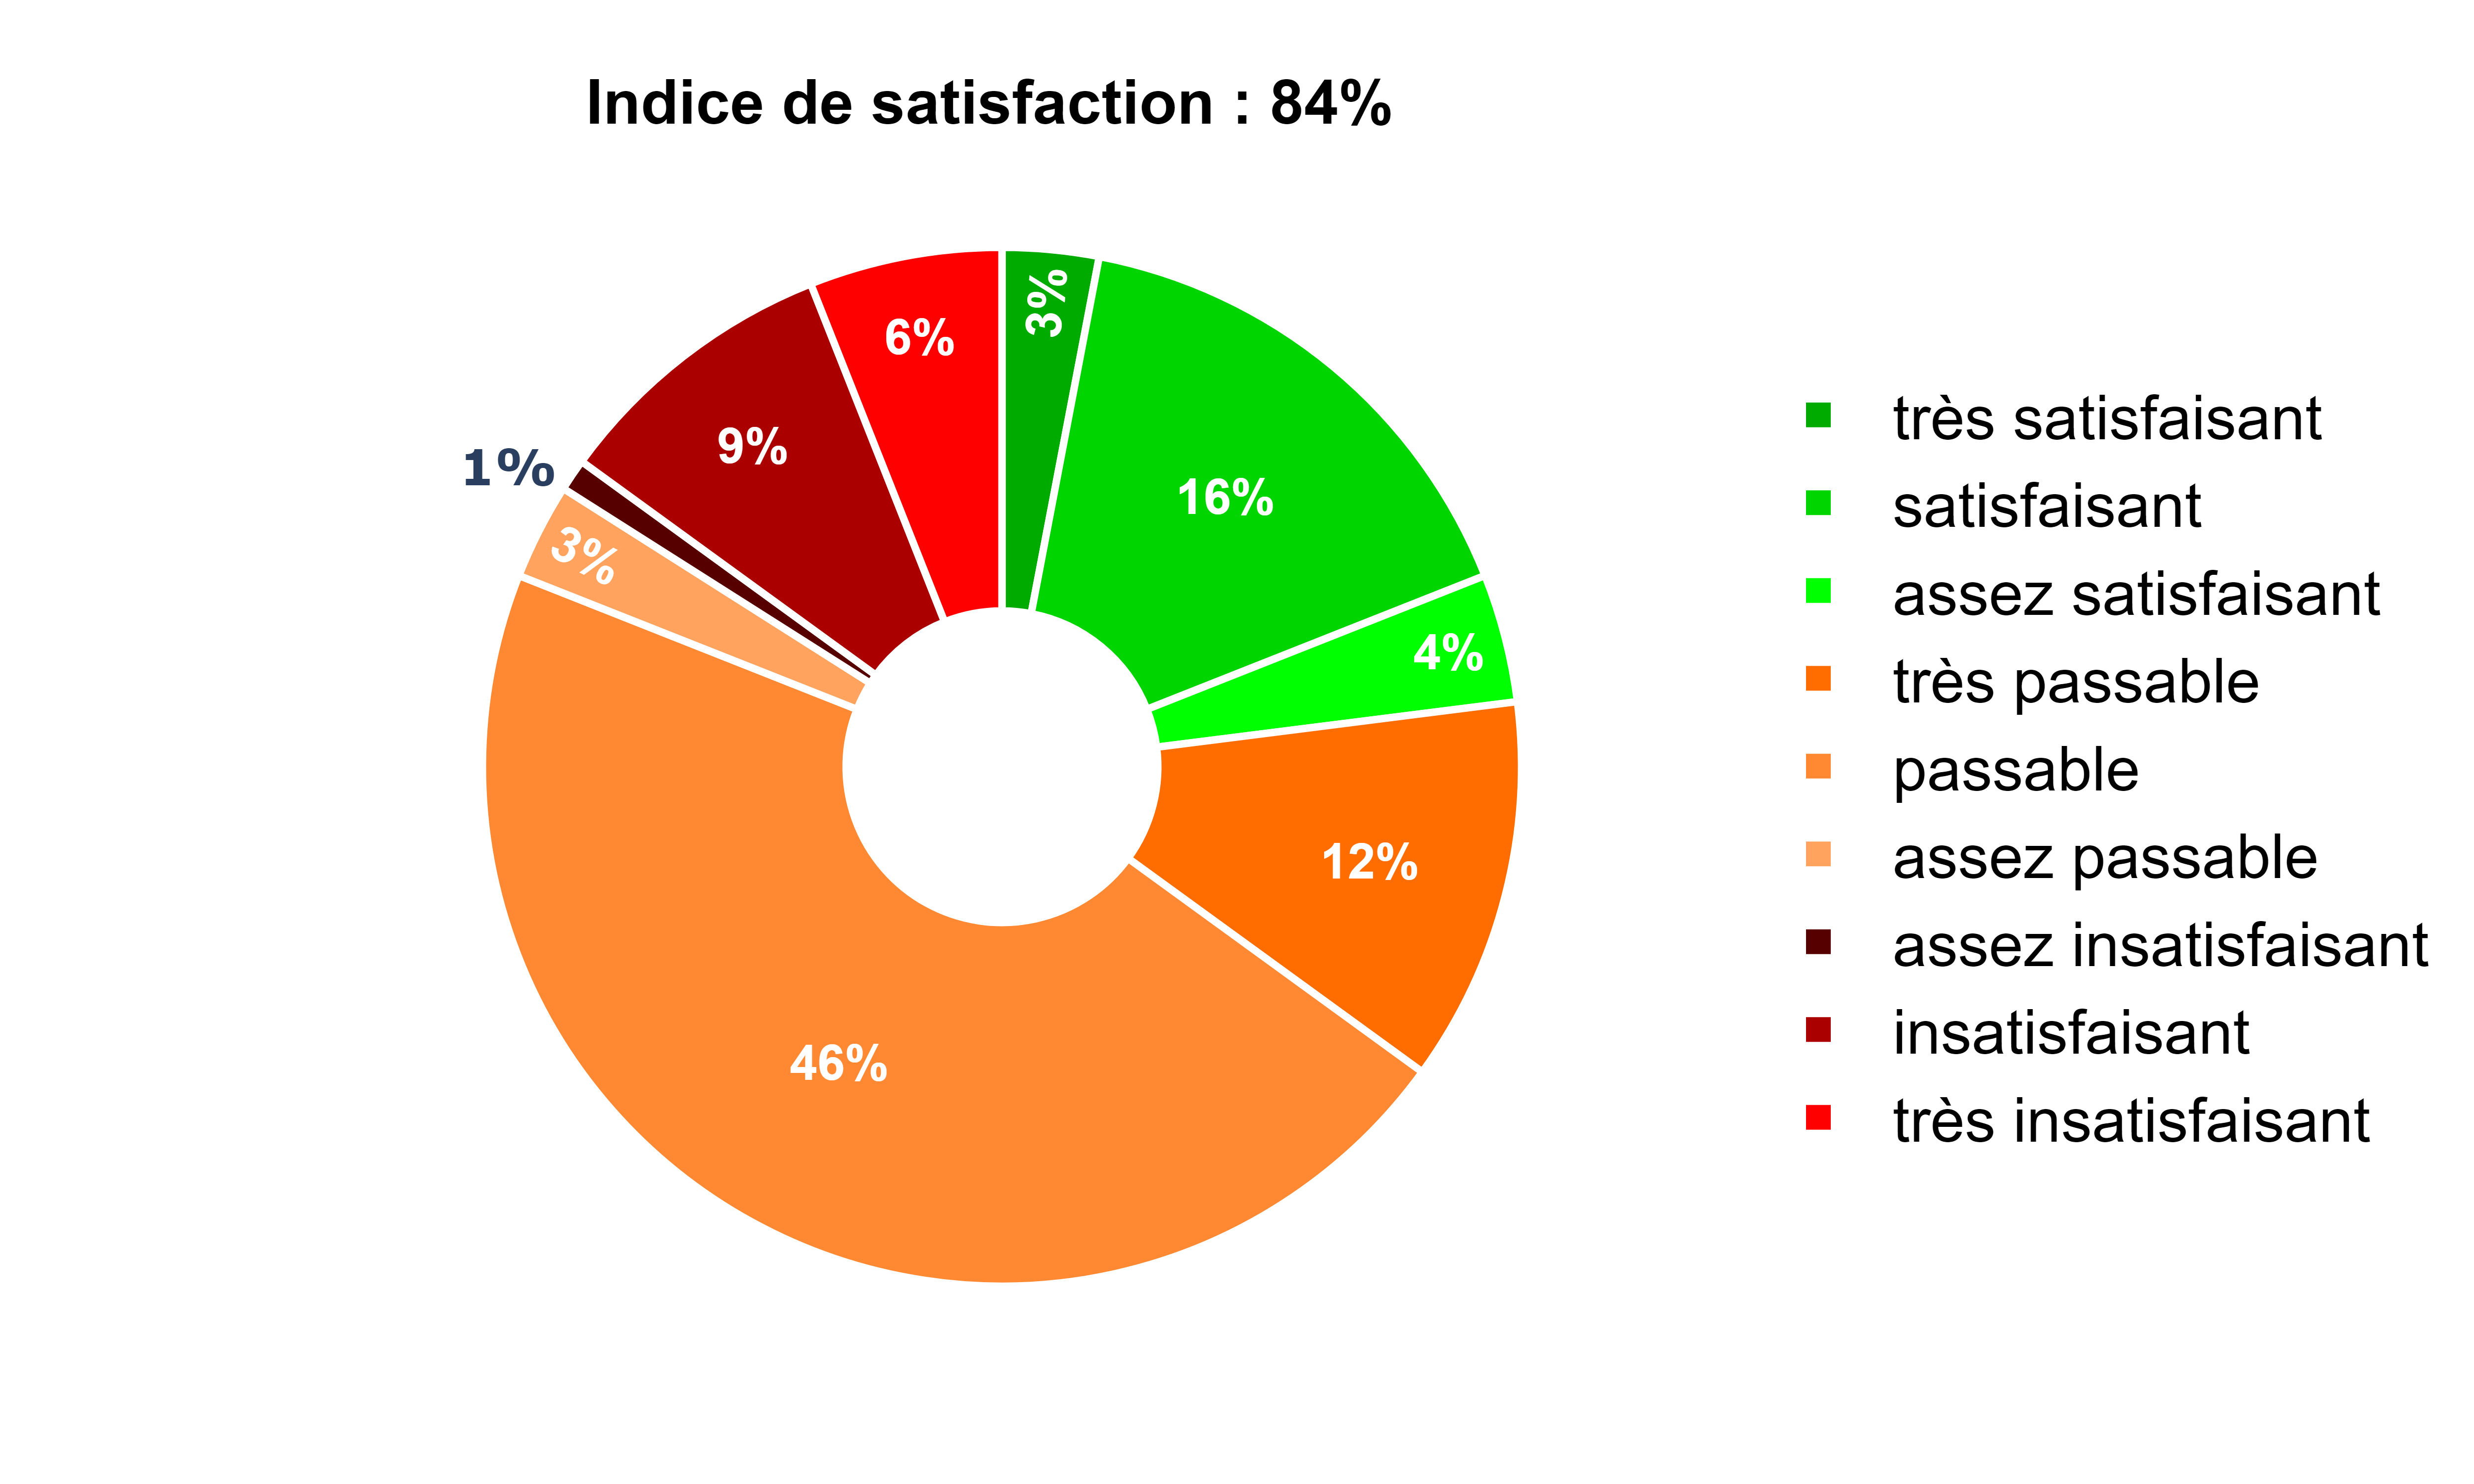 Indice de satisfaction : 84%
3%
16%
4%
12%
46%
3%
1%
9%
6%
très satisfaisant
satisfaisant
assez satisfaisant
très passable
passable
assez passable
assez insatisfaisant
insatisfaisant
très insatisfaisant